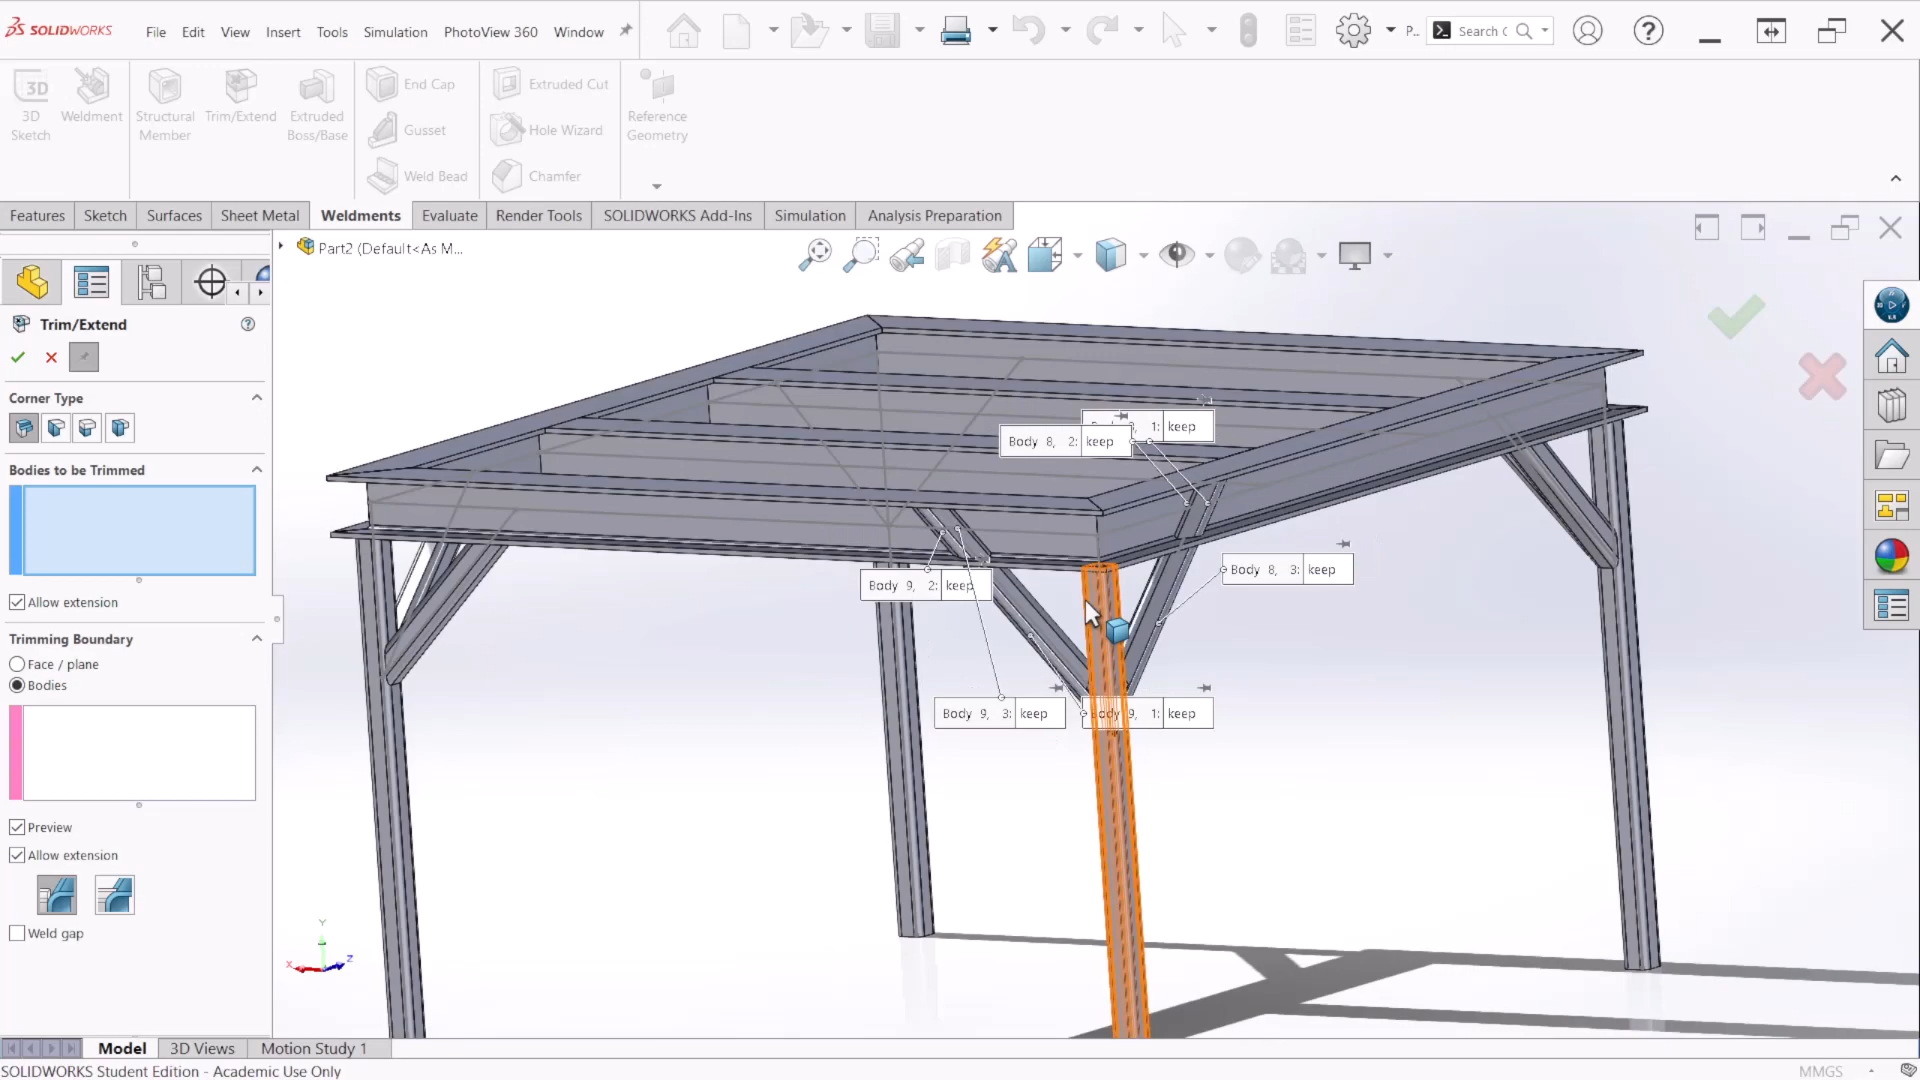 SOLIDWORKS
File Edit View Insert Tools Simulation PhotoView 360 Window
P..
Search C
3D Sketch
Weldment
Structural Member
Trim/Extend
Extruded Boss/Base
End Cap
Gusset
Weld Bead
Extruded Cut
Hole Wizard
Chamfer
Reference Geometry
Features Sketch Surfaces Sheet Metal Weldments Evaluate Render Tools SOLIDWORKS Add-Ins Simulation Analysis Preparation
Part2 (Default<As M...
Trim/Extend
Corner Type
Bodies to be Trimmed
Allow extension
Trimming Boundary
Face / plane
Bodies
Preview
Allow extension
Weld gap
1: keep
Body 8, 2: keep
Body 8, 3: keep
Body 9, 2: keep
Body 9, 3: keep
Body 9, 1: keep
Y
X
Z
Model 3D Views Motion Study 1
SOLIDWORKS Student Edition - Academic Use Only
MMGS